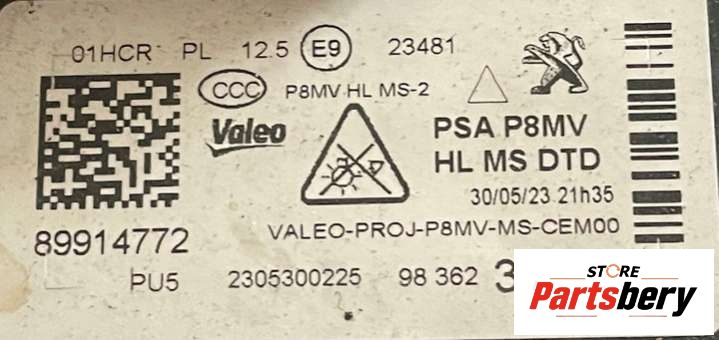 01HCR PL 12.5 E9 23481
CCC P8MV HL MS-2
Valeo
PSA P8MV
HL MS DTD
30/05/23 21h35
VALEO-PROJ-P8MV-MS-CEM00
89914772
PU5 2305300225 98 362 3
STORE
Partsbery